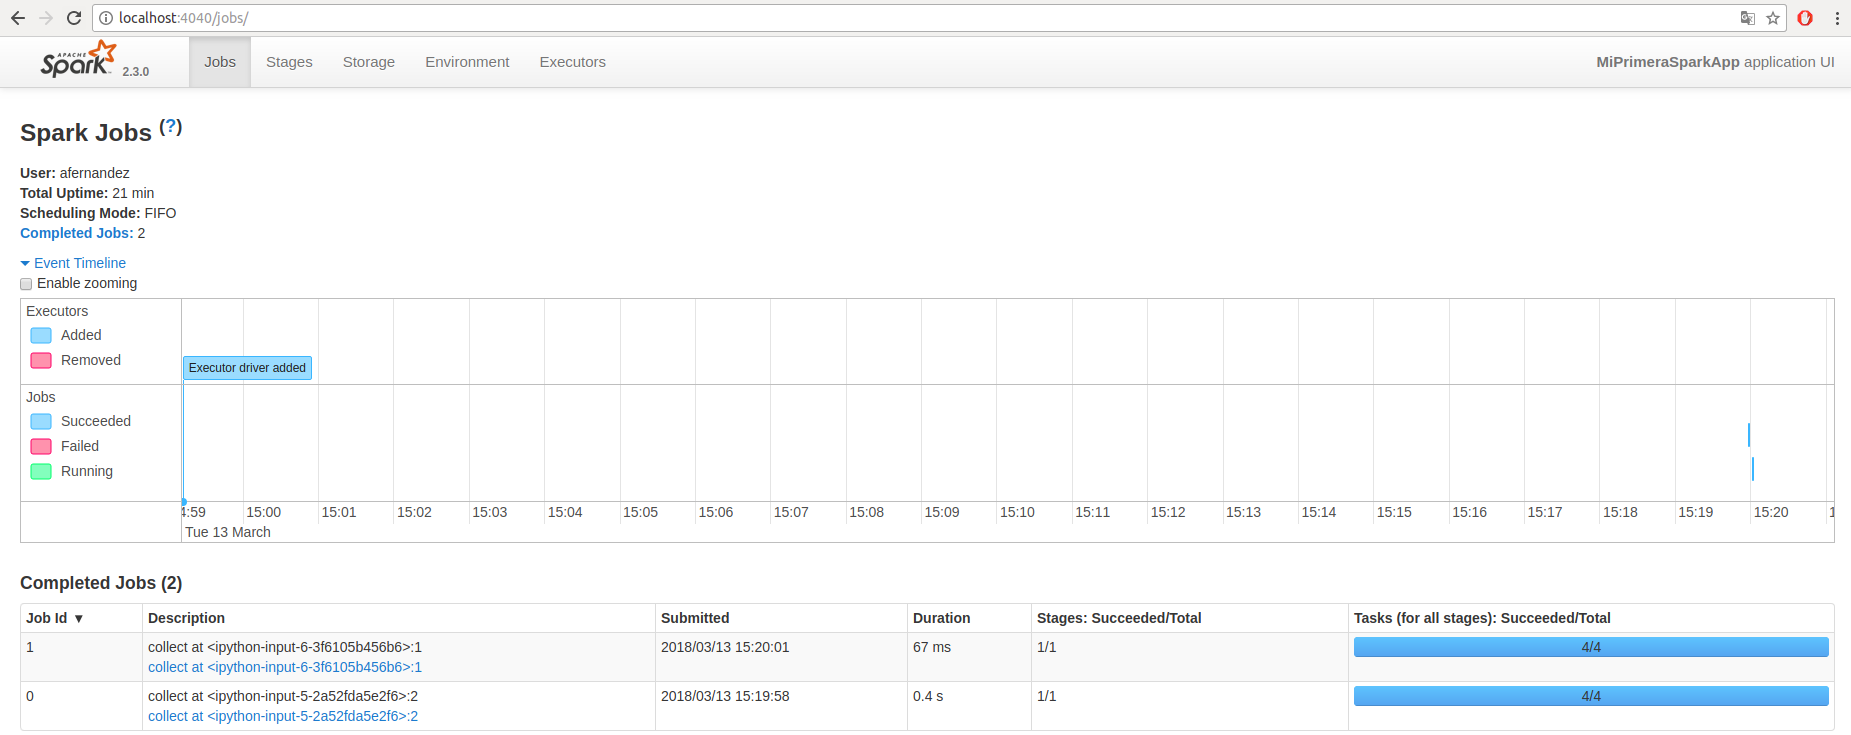 localhost:4040/jobs/
APACHE
Spark 2.3.0 Jobs Stages Storage Environment Executors MiPrimeraSparkApp application UI
Spark Jobs (?)
User: afernandez
Total Uptime: 21 min
Scheduling Mode: FIFO
Completed Jobs: 2
Event Timeline
Enable zooming
Executors
Added
Removed
Executor driver added
Jobs
Succeeded
Failed
Running
4:59 15:00 15:01 15:02 15:03 15:04 15:05 15:06 15:07 15:08 15:09 15:10 15:11 15:12 15:13 15:14 15:15 15:16 15:17 15:18 15:19 15:20 1
Tue 13 March
Completed Jobs (2)
Job Id ▼ Description Submitted Duration Stages: Succeeded/Total Tasks (for all stages): Succeeded/Total
1 collect at <ipython-input-6-3f6105b456b6>:1 2018/03/13 15:20:01 67 ms 1/1 4/4
collect at <ipython-input-6-3f6105b456b6>:1
0 collect at <ipython-input-5-2a52fda5e2f6>:2 2018/03/13 15:19:58 0.4 s 1/1 4/4
collect at <ipython-input-5-2a52fda5e2f6>:2